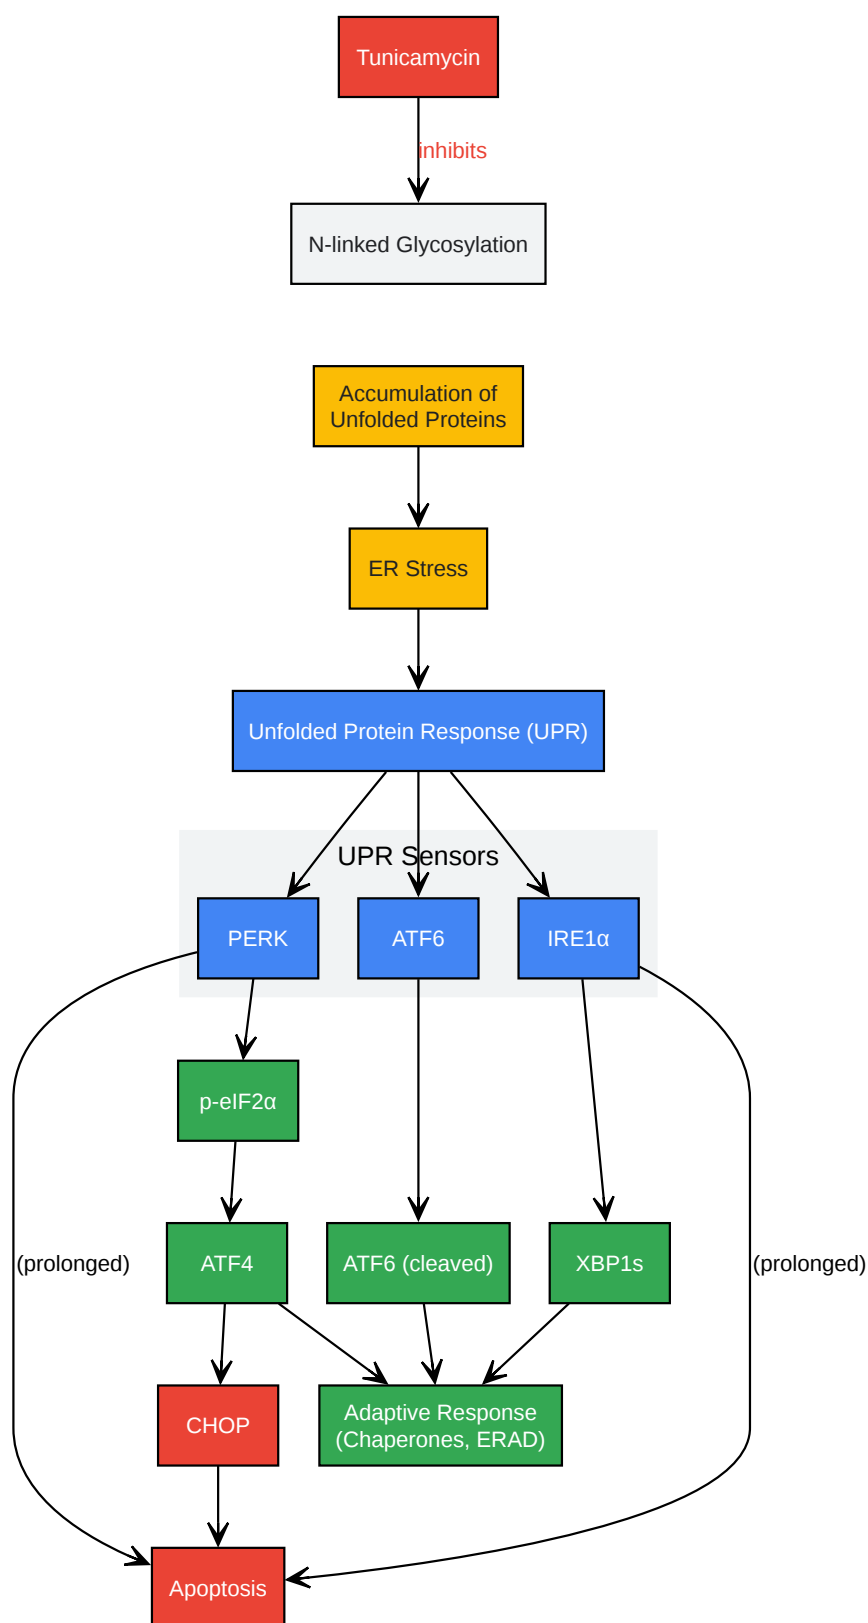 Tunicamycin
inhibits
N-linked Glycosylation
Accumulation of
Unfolded Proteins
ER Stress
Unfolded Protein Response (UPR)
UPR Sensors
PERK
ATF6
IRE1α
p-eIF2α
(prolonged)
ATF4
ATF6 (cleaved)
XBP1s
(prolonged)
CHOP
Adaptive Response
(Chaperones, ERAD)
Apoptosis